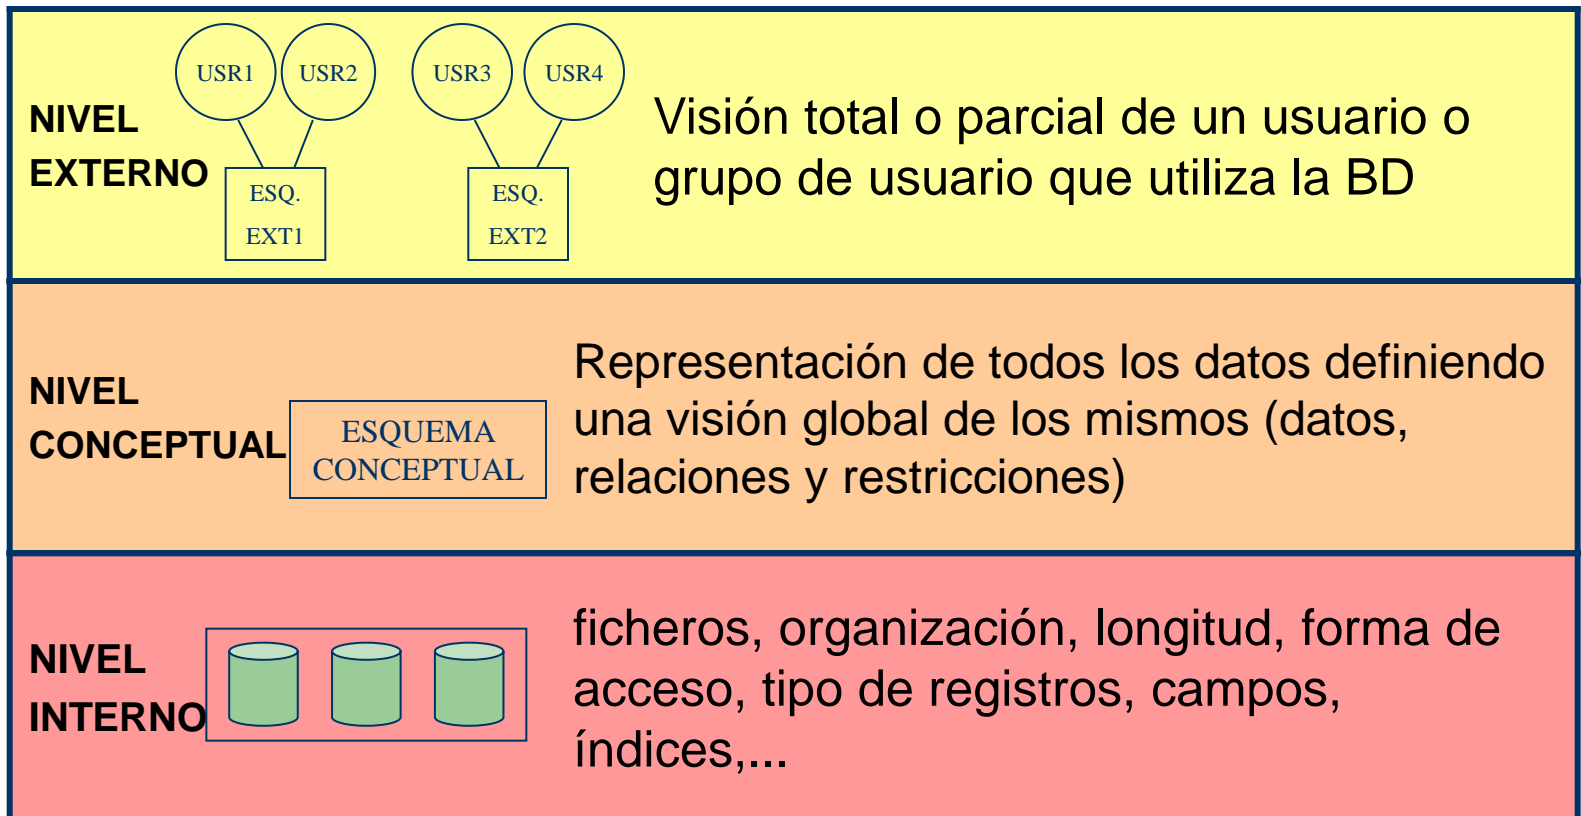 USR1 USR2 USR3 USR4
NIVEL
EXTERNO
ESQ.
EXT1
ESQ.
EXT2
Visión total o parcial de un usuario o
grupo de usuario que utiliza la BD
NIVEL
CONCEPTUAL
ESQUEMA
CONCEPTUAL
Representación de todos los datos definiendo
una visión global de los mismos (datos,
relaciones y restricciones)
NIVEL
INTERNO
ficheros, organización, longitud, forma de
acceso, tipo de registros, campos,
índices,...